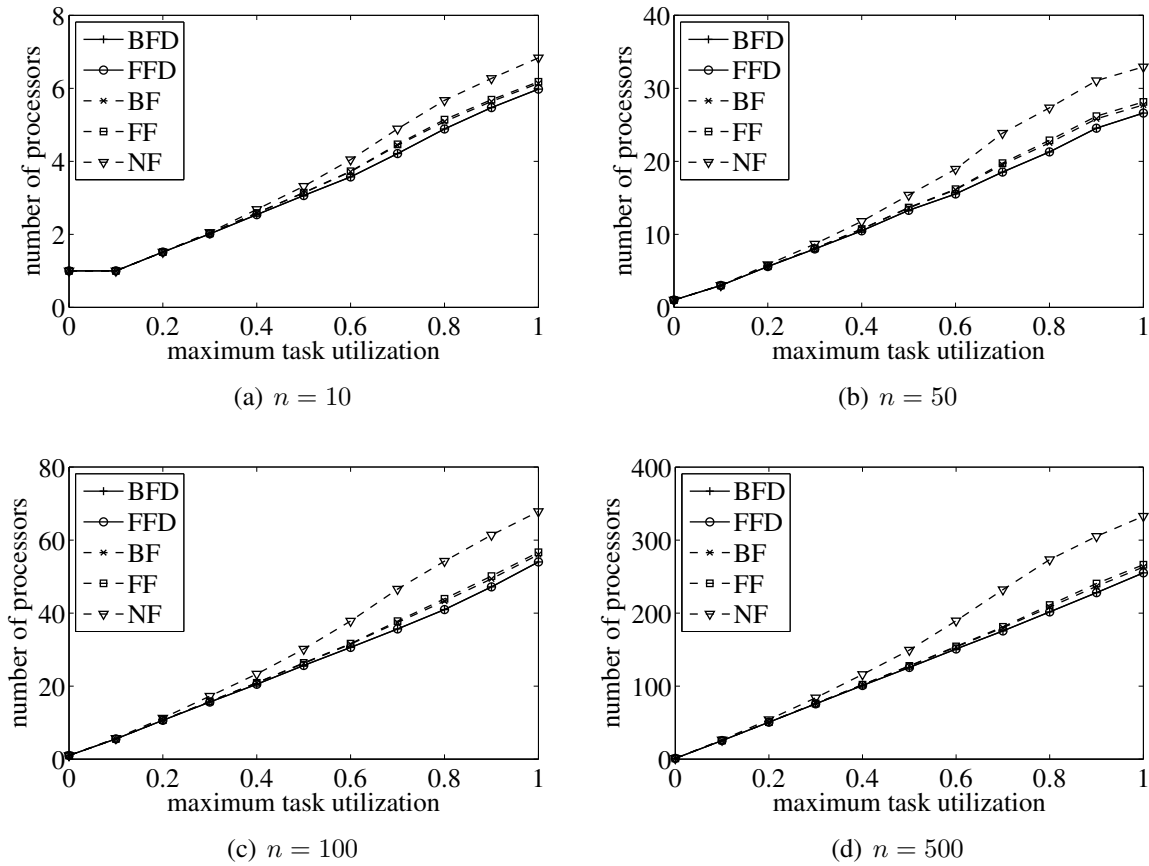 8
6
4
2
0
number of processors
BFD
FFD
BF
FF
NF
0 0.2 0.4 0.6 0.8 1
maximum task utilization
(a) n = 10
40
30
20
10
0
number of processors
BFD
FFD
BF
FF
NF
0 0.2 0.4 0.6 0.8 1
maximum task utilization
(b) n = 50
80
60
40
20
0
number of processors
BFD
FFD
BF
FF
NF
0 0.2 0.4 0.6 0.8 1
maximum task utilization
(c) n = 100
400
300
200
100
0
number of processors
BFD
FFD
BF
FF
NF
0 0.2 0.4 0.6 0.8 1
maximum task utilization
(d) n = 500